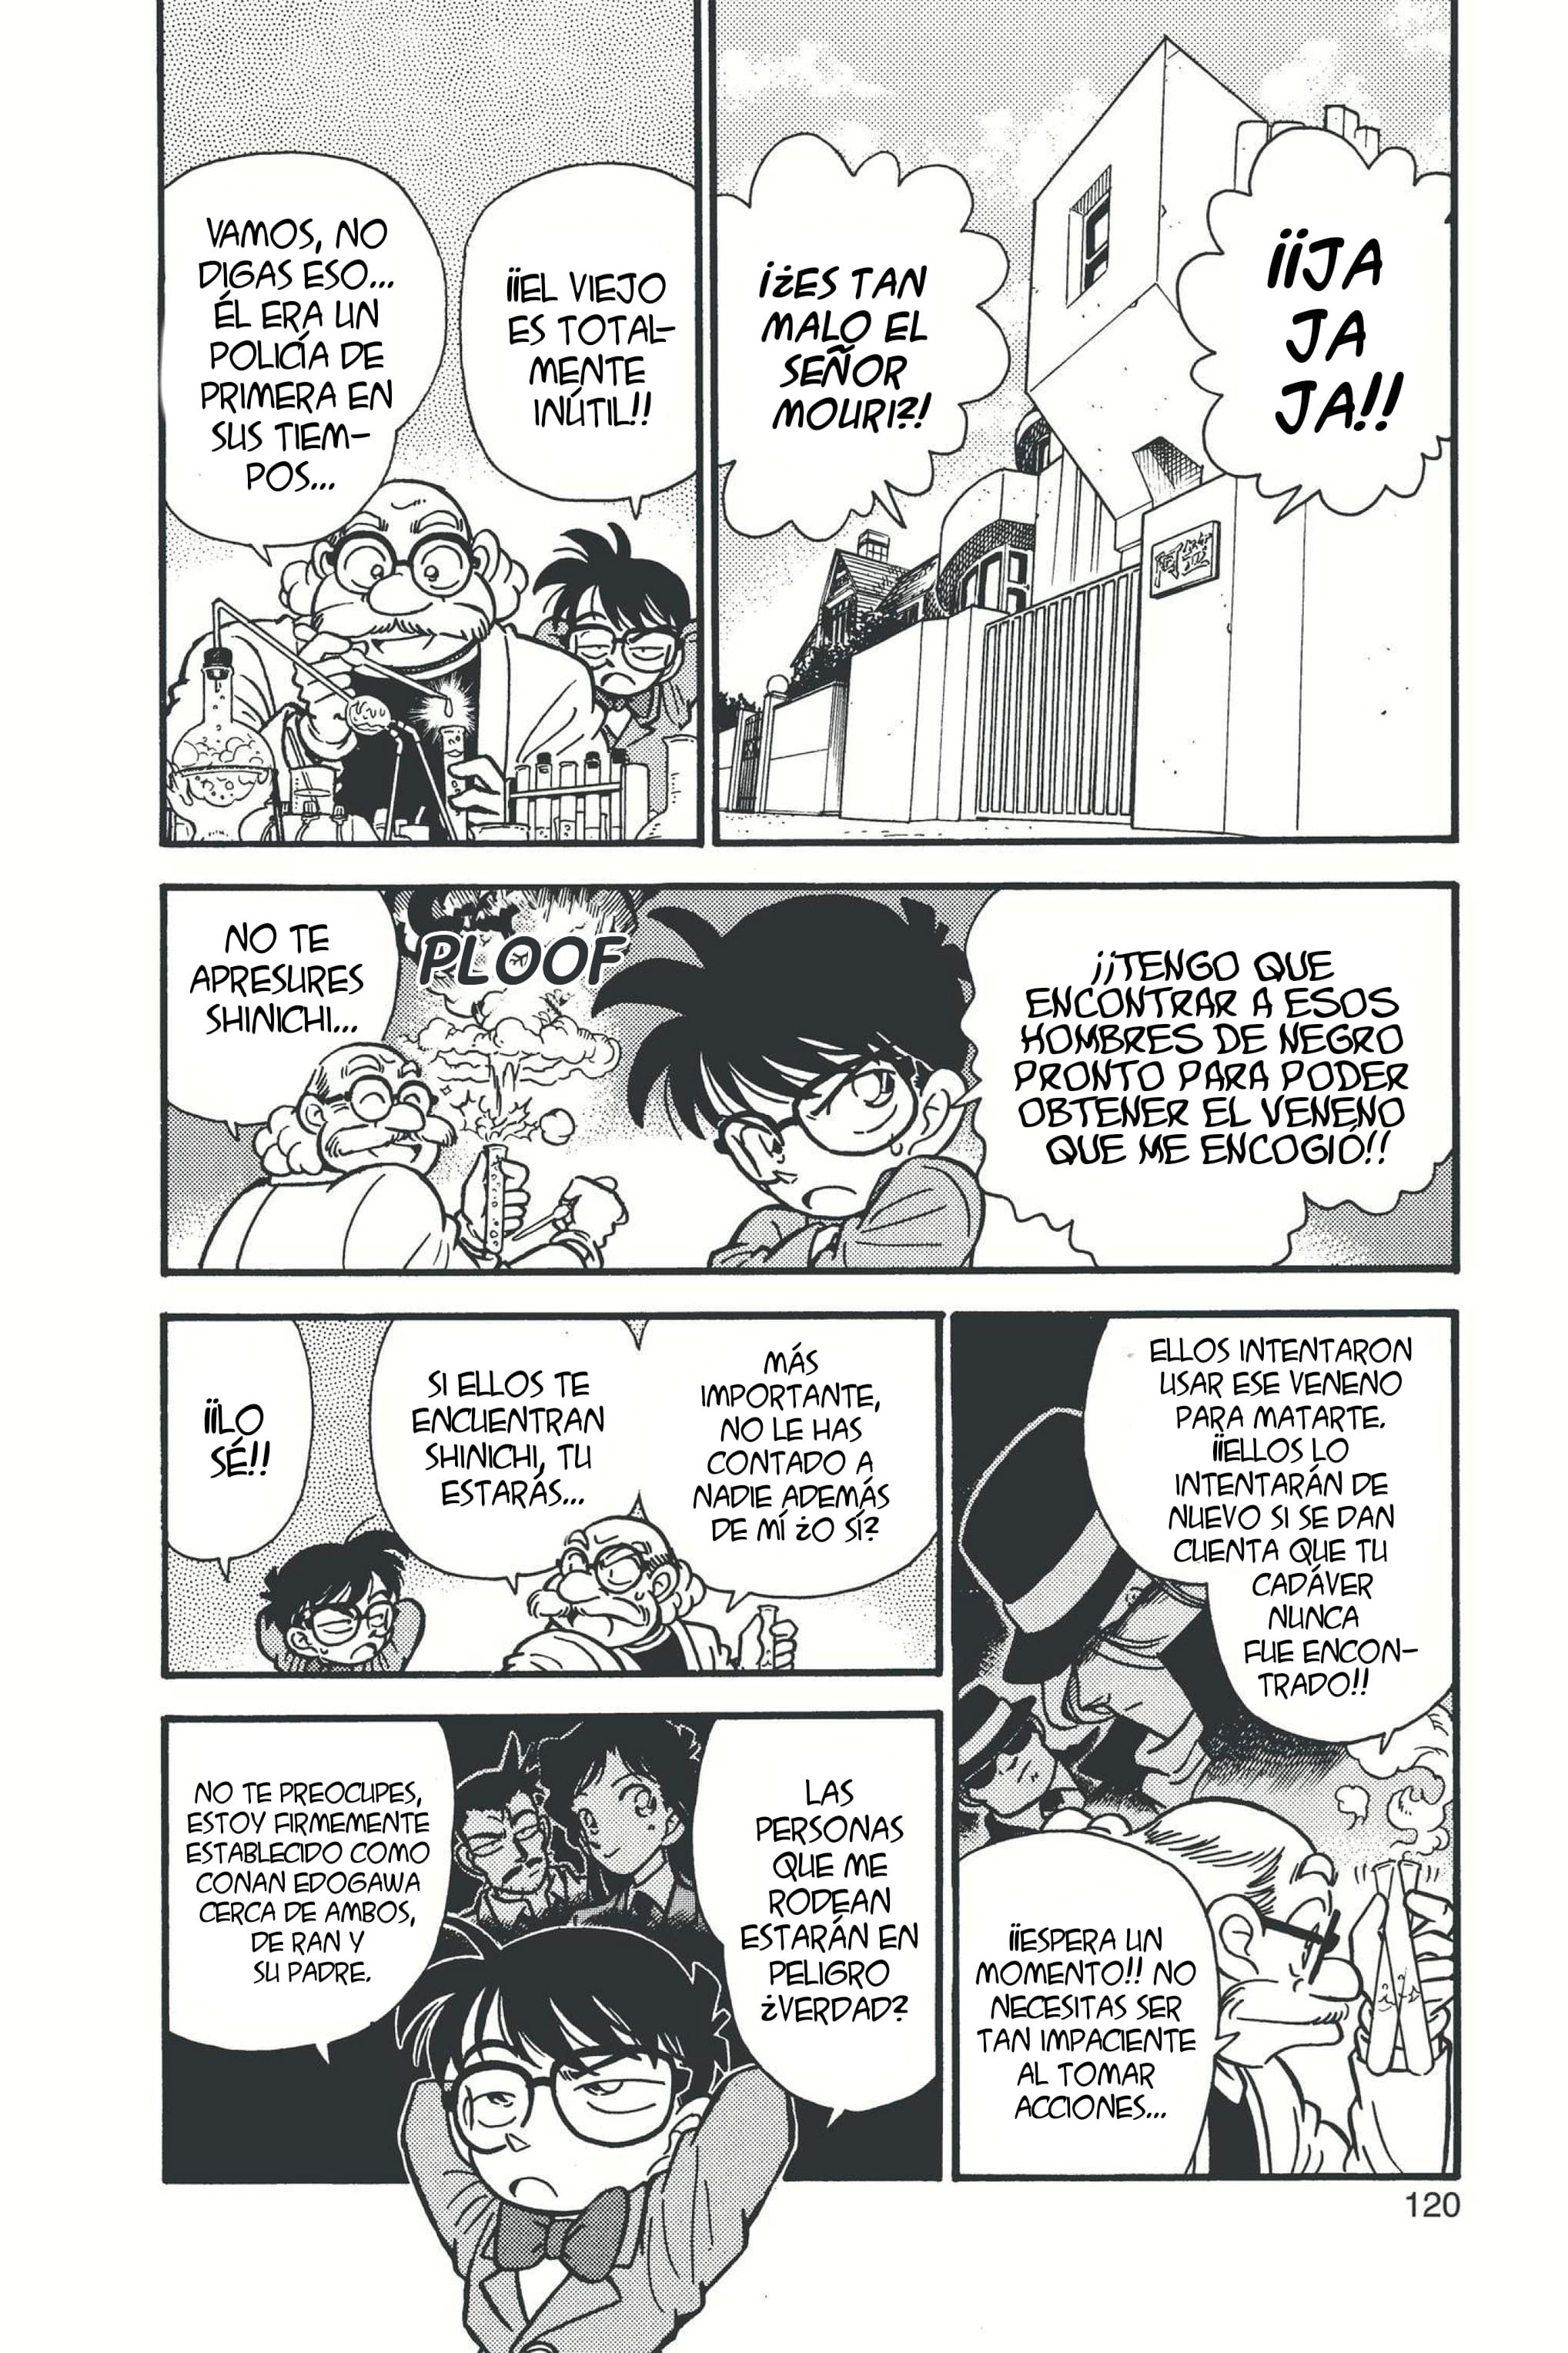 ¡¡JA
JA
JA!!
¡¿ES TAN
MALO EL
SEÑOR
MOURI?!
阿笠
¡¡EL VIEJO
ES TOTAL-
MENTE
INÚTIL!!
VAMOS, NO
DIGAS ESO...
ÉL ERA UN
POLICÍA DE
PRIMERA EN
SUS TIEM-
POS...
¡¡TENGO QUE
ENCONTRAR A ESOS
HOMBRES DE NEGRO
PRONTO PARA PODER
OBTENER EL VENENO
QUE ME ENCOGIÓ!!
PLOOF
NO TE
APRESURES
SHINICHI...
ELLOS INTENTARON
USAR ESE VENENO
PARA MATARTE.
¡¡ELLOS LO
INTENTARÁN DE
NUEVO SI SE DAN
CUENTA QUE TU
CADÁVER
NUNCA
FUE ENCON-
TRADO!!
¡¡ESPERA UN
MOMENTO!! NO
NECESITAS SER
TAN IMPACIENTE
AL TOMAR
ACCIONES...
MÁS
IMPORTANTE,
NO LE HAS
CONTADO A
NADIE ADEMÁS
DE MÍ ¿O SÍ?
SI ELLOS TE
ENCUENTRAN
SHINICHI, TU
ESTARÁS...
¡¡LO
SÉ!!
LAS
PERSONAS
QUE ME
RODEAN
ESTARÁN EN
PELIGRO
¿VERDAD?
NO TE PREOCUPES,
ESTOY FIRMEMENTE
ESTABLECIDO COMO
CONAN EDOGAWA
CERCA DE AMBOS,
DE RAN Y
SU PADRE.
120